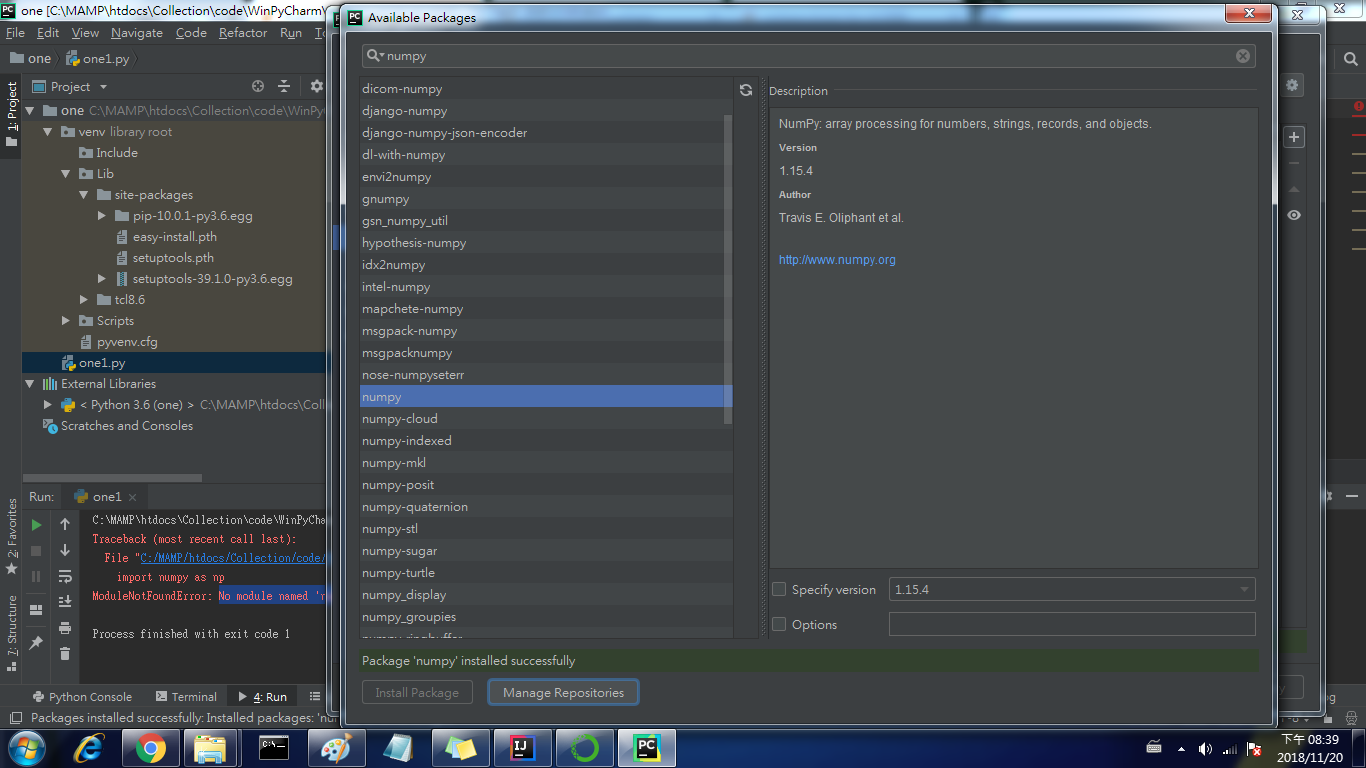 one [C:\MAMP\htdocs\Collection\code\WinPyCharm\
Available Packages
File Edit View Navigate Code Refactor Run
numpy
one one1.py
1: Project
Project
one C:\MAMP\htdocs\Collection\code\WinPyC
venv library root
Include
Lib
site-packages
pip-10.0.1-py3.6.egg
easy-install.pth
setuptools.pth
setuptools-39.1.0-py3.6.egg
tcl8.6
Scripts
pyvenv.cfg
one1.py
External Libraries
< Python 3.6 (one) > C:\MAMP\htdocs\Coll
Scratches and Consoles
dicom-numpy
django-numpy
django-numpy-json-encoder
dl-with-numpy
envi2numpy
gnumpy
gsn_numpy_util
hypothesis-numpy
idx2numpy
intel-numpy
mapchete-numpy
msgpack-numpy
msgpacknumpy
nose-numpyseterr
numpy
numpy-cloud
numpy-indexed
numpy-mkl
numpy-posit
numpy-quaternion
numpy-stl
numpy-sugar
numpy-turtle
numpy_display
numpy_groupies
numpy-ringbuffer
Description
NumPy: array processing for numbers, strings, records, and objects.
Version
1.15.4
Author
Travis E. Oliphant et al.
http://www.numpy.org
Specify version 1.15.4
Options
Package 'numpy' installed successfully
Install Package Manage Repositories
Run: one1
C:\MAMP\htdocs\Collection\code\WinPyCha
Traceback (most recent call last):
File "C:/MAMP/htdocs/Collection/code/
import numpy as np
ModuleNotFoundError: No module named 'n
Process finished with exit code 1
2: Favorites
7: Structure
Python Console Terminal 4: Run
Packages installed successfully: Installed packages: 'nu
下午 08:39
2018/11/20